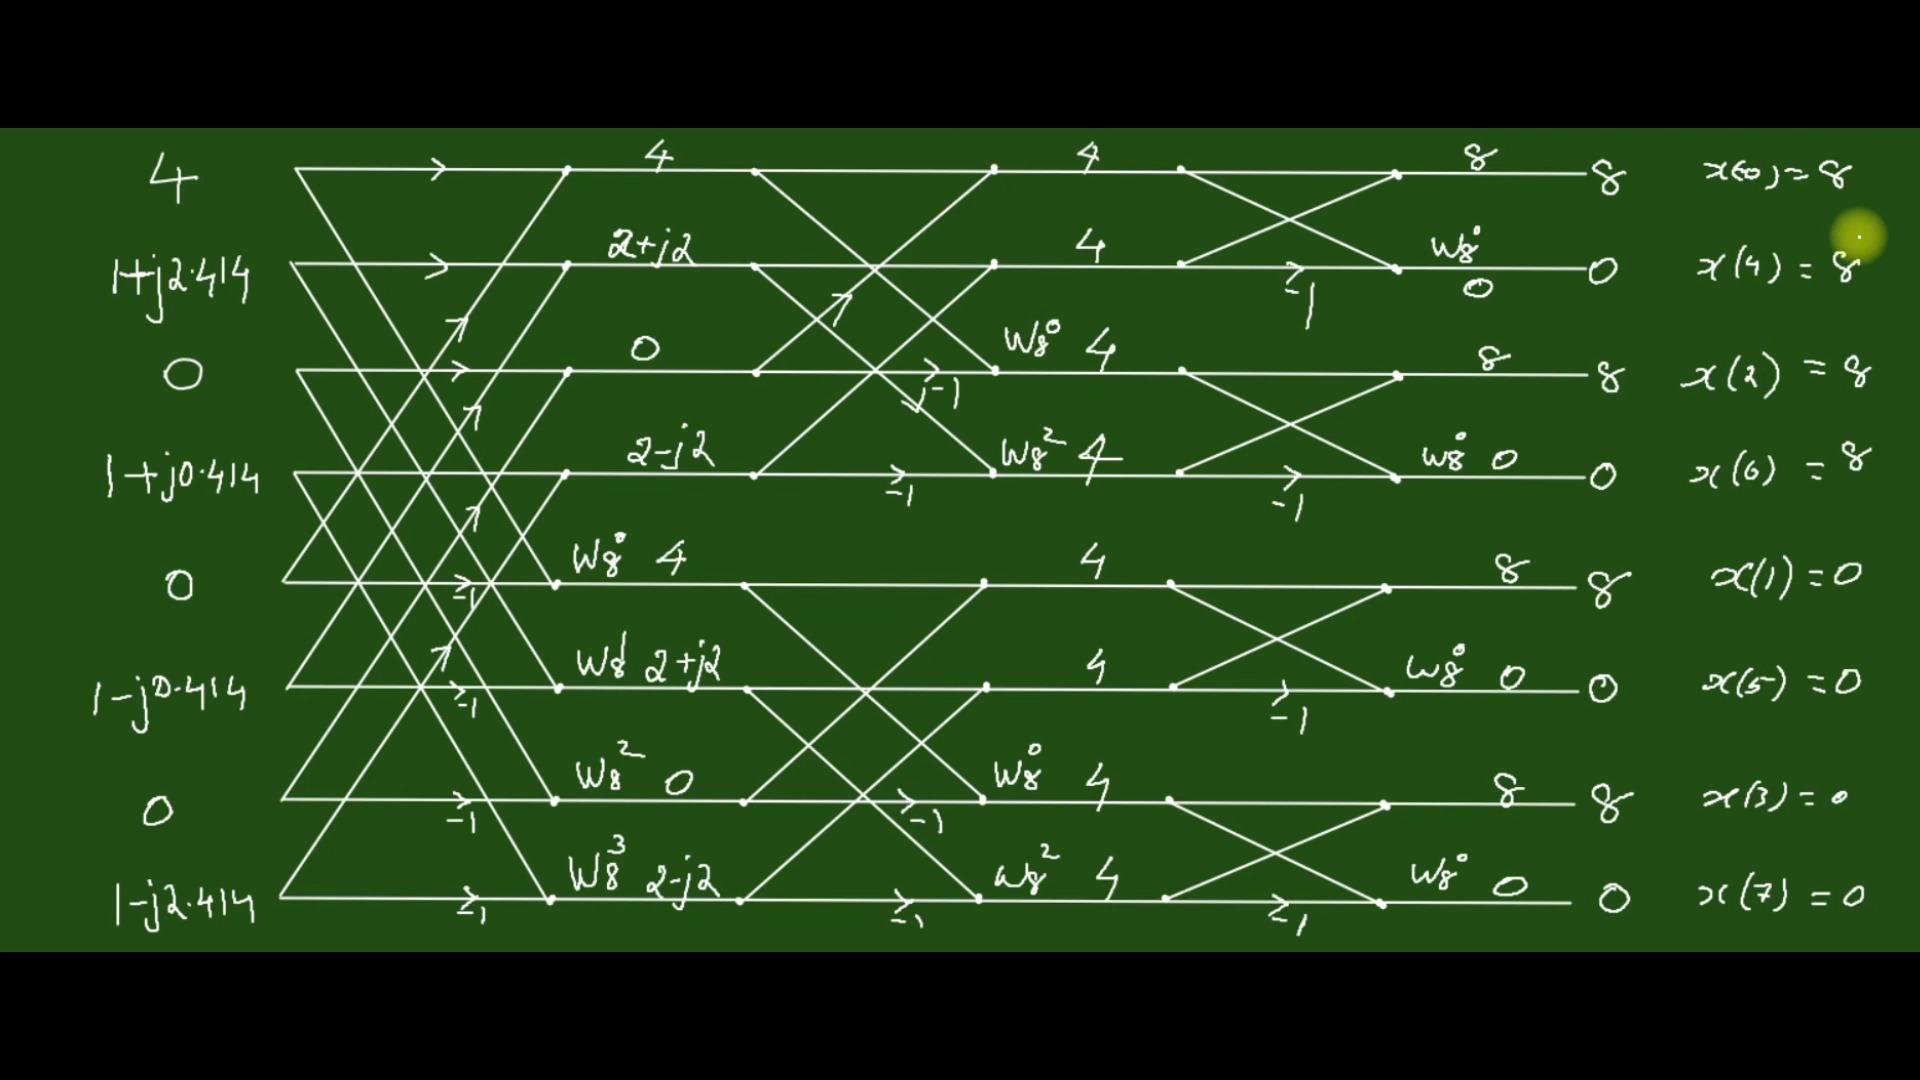 4 4 4 8 8 x(0) = 8
1+j2.414 2+j2 4 -1 W8⁰ 0 0 x(4) = 8
0 0 -1 W8⁰ 4 8 8 x(2) = 8
1+j0.414 2-j2 -1 W8² 4 -1 W8⁰ 0 0 x(6) = 8
0 -1 W8⁰ 4 4 8 8 x(1) = 0
1-j0.414 -1 W8¹ 2+j2 4 -1 W8⁰ 0 0 x(5) = 0
0 -1 W8² 0 -1 W8⁰ 4 8 8 x(3) = 0
1-j2.414 -1 W8³ 2-j2 -1 W8² 4 -1 W8⁰ 0 0 x(7) = 0